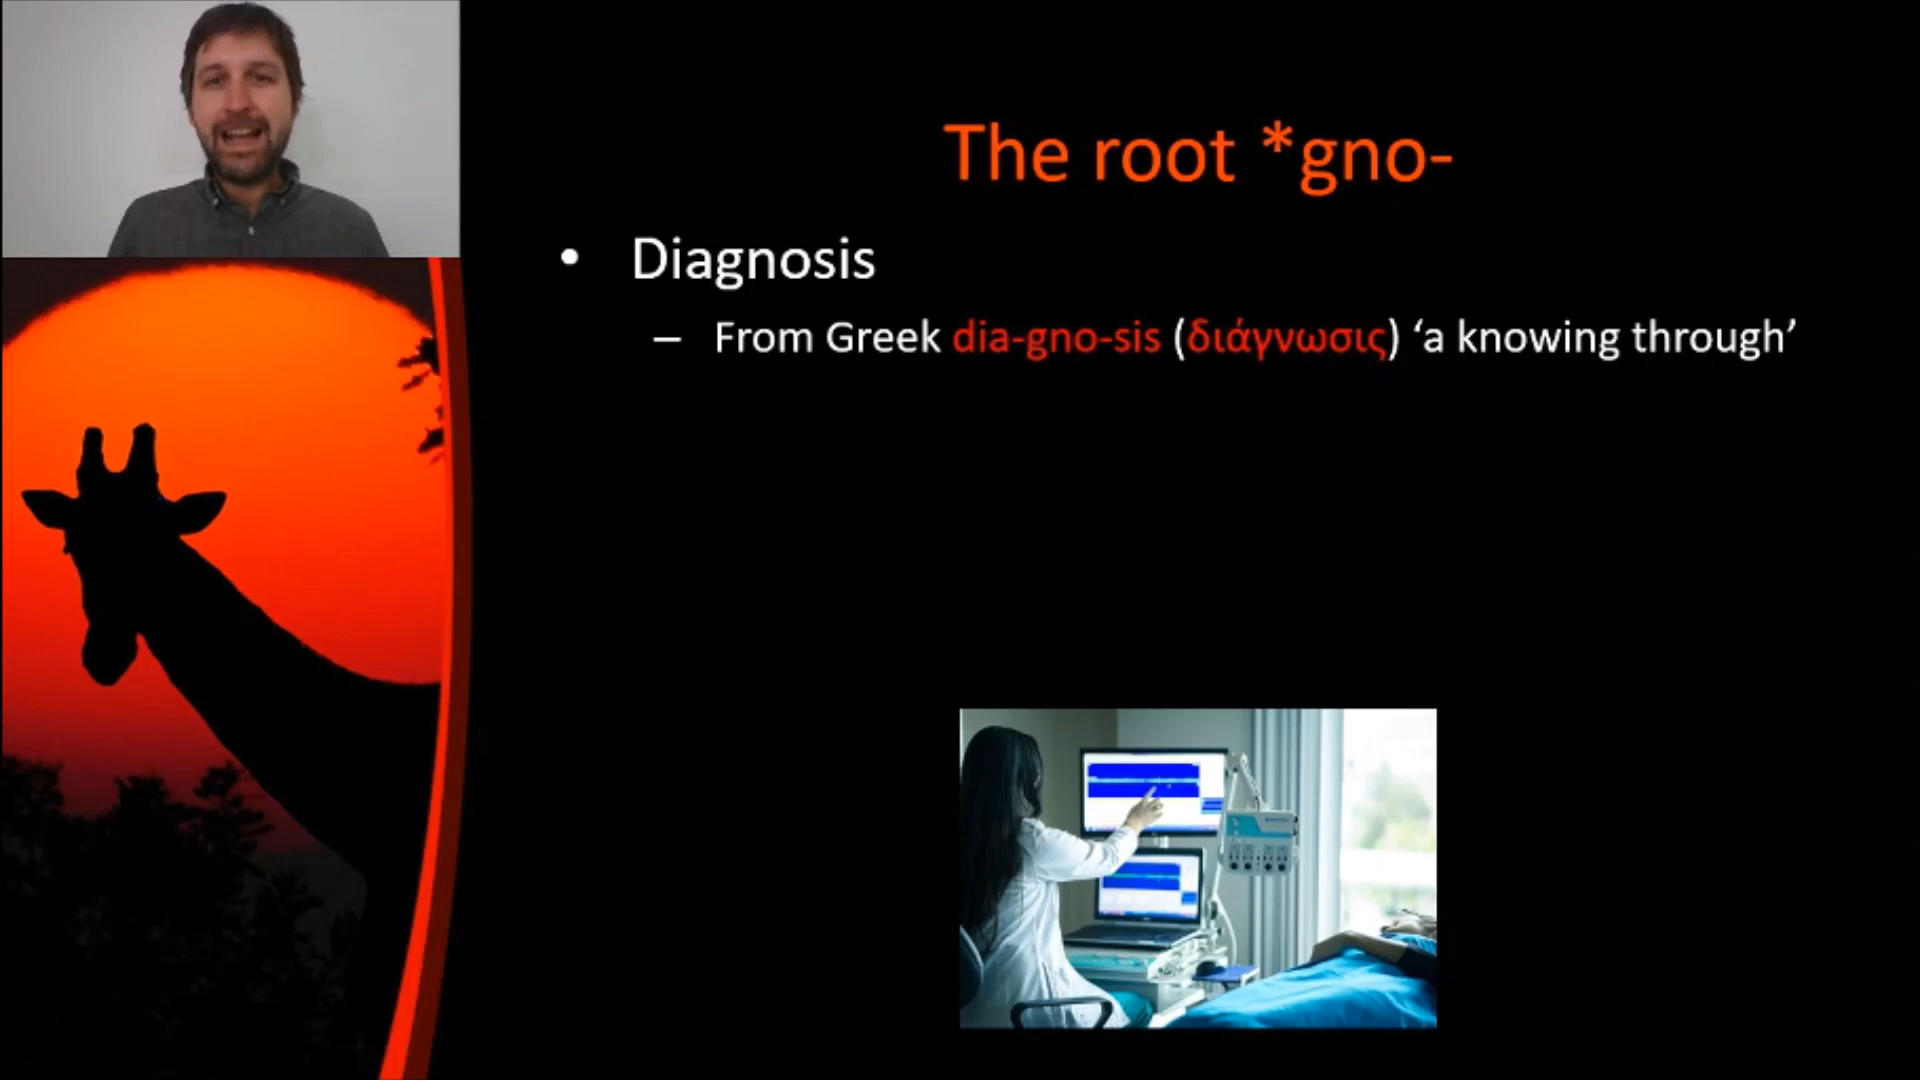 The root *gno-
• Diagnosis
– From Greek dia-gno-sis (διάγνωσις) ‘a knowing through’